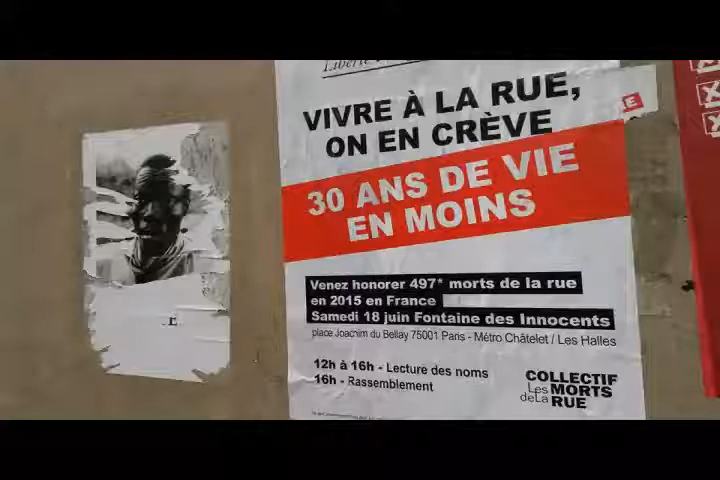 VIVRE À LA RUE,
ON EN CRÈVE
30 ANS DE VIE
EN MOINS
Venez honorer 497* morts de la rue
en 2015 en France
Samedi 18 juin Fontaine des Innocents
place Joachim du Bellay 75001 Paris - Métro Châtelet / Les Halles
12h à 16h - Lecture des noms
16h - Rassemblement
COLLECTIF
Les MORTS
deLa RUE